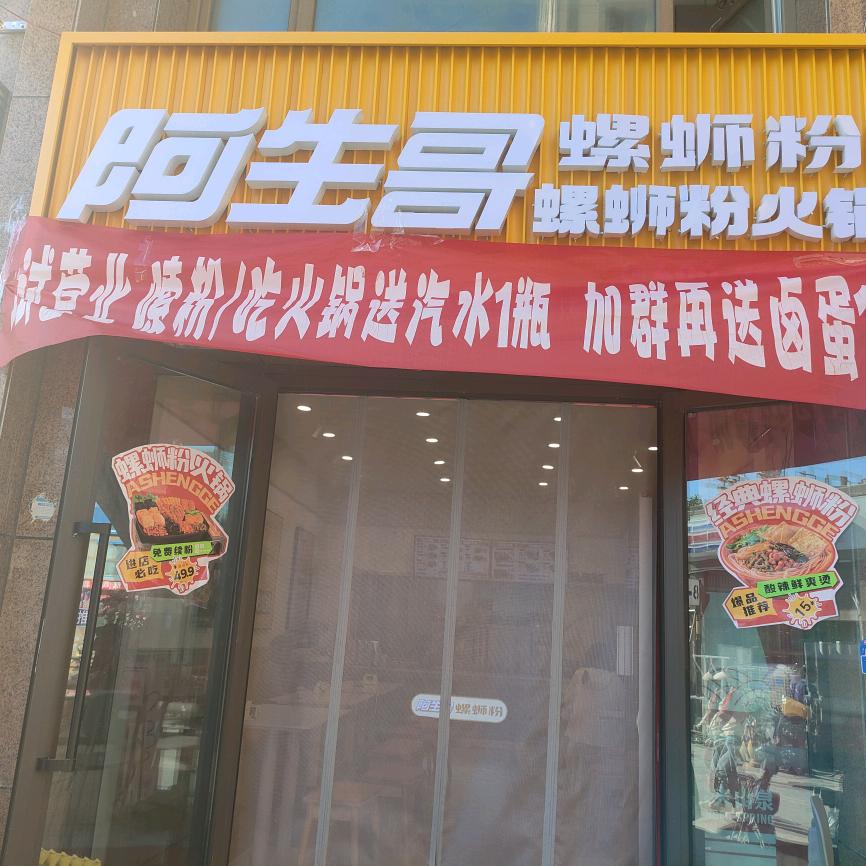 阿生哥
螺蛳粉
螺蛳粉火锅
试营业 嗦粉/吃火锅送汽水1瓶 加群再送卤蛋
螺蛳粉火锅
ASHENGGE
免费续粉
进店
必吃
49.9
经典螺蛳粉
ASHENGGE
酸辣鲜爽烫
爆品
推荐
15
阿生哥 螺蛳粉